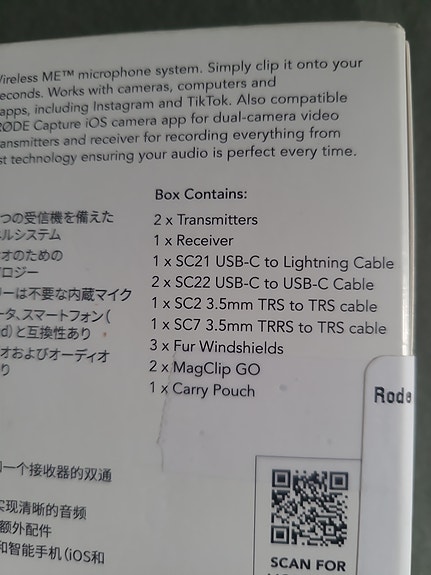 Wireless ME™ microphone system. Simply clip it onto your
econds. Works with cameras, computers and
apps, including Instagram and TikTok. Also compatible
RØDE Capture iOS camera app for dual-camera video
ansmitters and receiver for recording everything from
st technology ensuring your audio is perfect every time.
Box Contains:
2 x Transmitters
1 x Receiver
1 x SC21 USB-C to Lightning Cable
2 x SC22 USB-C to USB-C Cable
1 x SC2 3.5mm TRS to TRS cable
1 x SC7 3.5mm TRRS to TRS cable
3 x Fur Windshields
2 x MagClip GO
1 x Carry Pouch
つの受信機を備えた
ルシステム
オのための
ロジー
リーは不要な内蔵マイク
ータ、スマートフォン（
d）と互換性あり
オおよびオーディオ
り
Rode
一个接收器的双通
实现清晰的音频
额外配件
和智能手机（iOS和
SCAN FOR